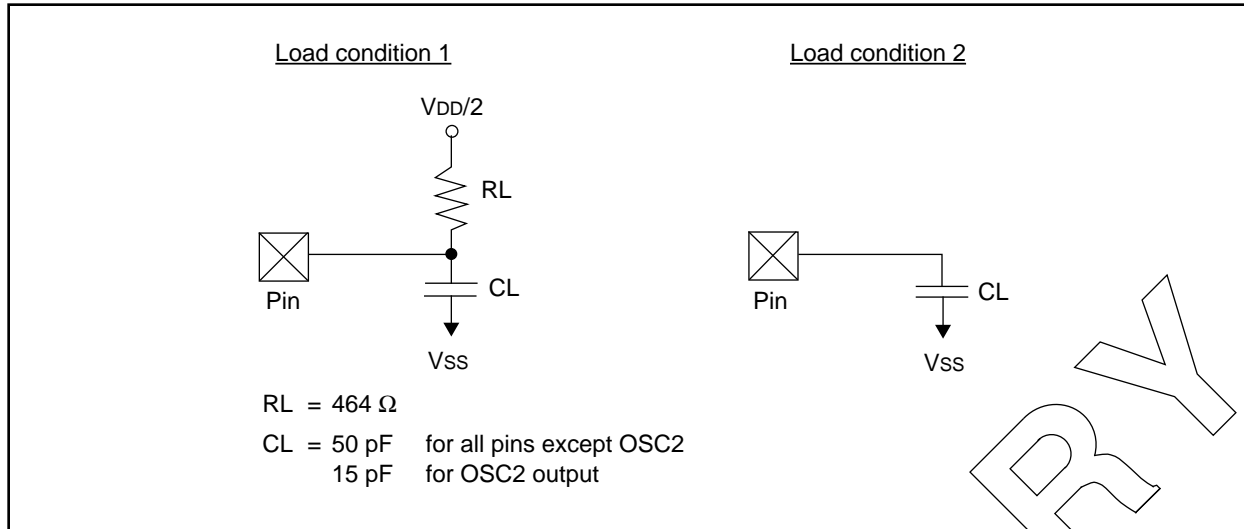 Load condition 1
Load condition 2
VDD/2
RL
CL
Pin
VSS
CL
Pin
VSS
RL = 464 Ω
CL = 50 pF for all pins except OSC2
15 pF for OSC2 output
R Y